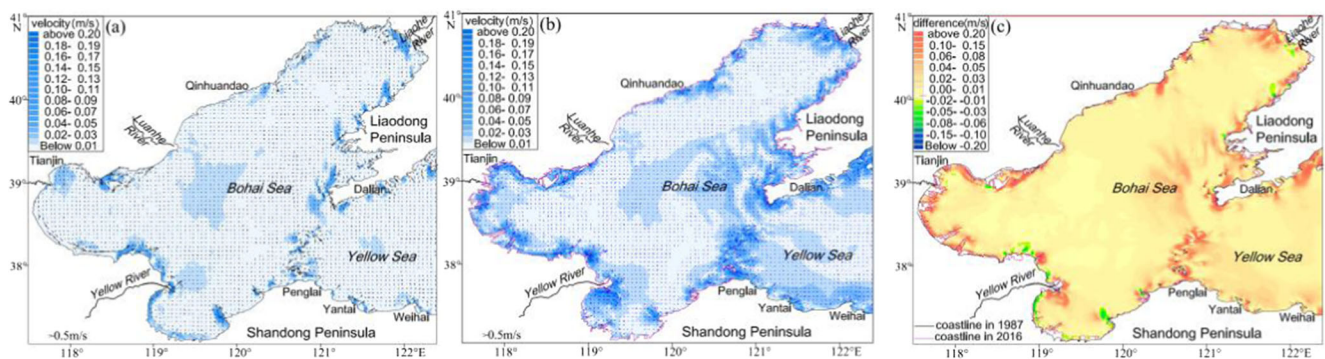 41°
N
40°
39°
38°
velocity(m/s)
above 0.20
0.18- 0.19
0.16- 0.17
0.14- 0.15
0.12- 0.13
0.10- 0.11
0.08- 0.09
0.06- 0.07
0.04- 0.05
0.02- 0.03
Below 0.01
(a)
Liaohe
River
Qinhuandao
Luanhe
River
Liaodong
Peninsula
Tianjin
Bohai Sea
Dalian
Yellow Sea
Yellow River
Penglai
Yantai
Weihai
>0.5m/s
Shandong Peninsula
118°
119°
120°
121°
122°E
41°
N
40°
39°
38°
velocity(m/s)
above 0.20
0.18- 0.19
0.16- 0.17
0.14- 0.15
0.12- 0.13
0.10- 0.11
0.08- 0.09
0.06- 0.07
0.04- 0.05
0.02- 0.03
Below 0.01
(b)
Liaohe
River
Qinhuandao
Luanhe
River
Liaodong
Peninsula
Tianjin
Bohai Sea
Dalian
Yellow Sea
Yellow River
Penglai
Yantai
Weihai
>0.5m/s
Shandong Peninsula
118°
119°
120°
121°
122°E
41°
N
40°
39°
38°
difference(m/s)
above 0.20
0.10- 0.15
0.06- 0.08
0.04- 0.05
0.01- 0.03
-0.01- 0.00
-0.02- -0.01
-0.05- -0.03
-0.08- -0.06
-0.15- -0.10
Below -0.20
(c)
Liaohe
River
Qinhuandao
Luanhe
River
Liaodong
Peninsula
Tianjin
Bohai Sea
Dalian
Yellow Sea
Yellow River
Penglai
Yantai
Weihai
coastline in 1987
coastline in 2016
Shandong Peninsula
118°
119°
120°
121°
122°E